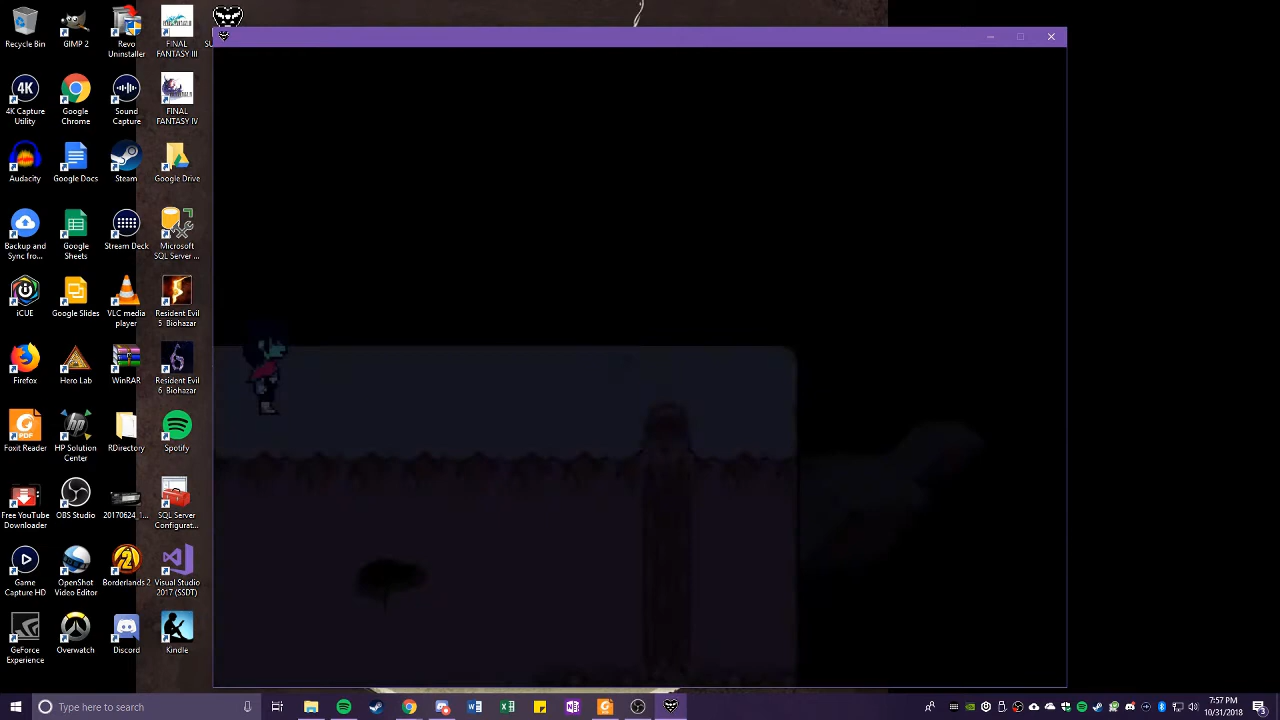 Recycle Bin
GIMP 2
Revo
Uninstaller
FINAL
FANTASY III
SU
4K Capture
Utility
Google
Chrome
Sound
Capture
FINAL
FANTASY IV
Audacity
Google Docs
Steam
Google Drive
Backup and
Sync fro...
Google
Sheets
Stream Deck
Microsoft
SQL Server ...
iCUE
Google Slides
VLC media
player
Resident Evil
5 Biohazar
Firefox
Hero Lab
WinRAR
Resident Evil
6 Biohazar
PDF
Foxit Reader
HP Solution
Center
RDirectory
Spotify
Free YouTube
Downloader
OBS Studio
20170624_1...
SQL Server
Configurat...
Game
Capture HD
OpenShot
Video Editor
Borderlands 2
Visual Studio
2017 (SSDT)
GeForce
Experience
Overwatch
Discord
Kindle
Type here to search
7:57 PM
10/31/2018